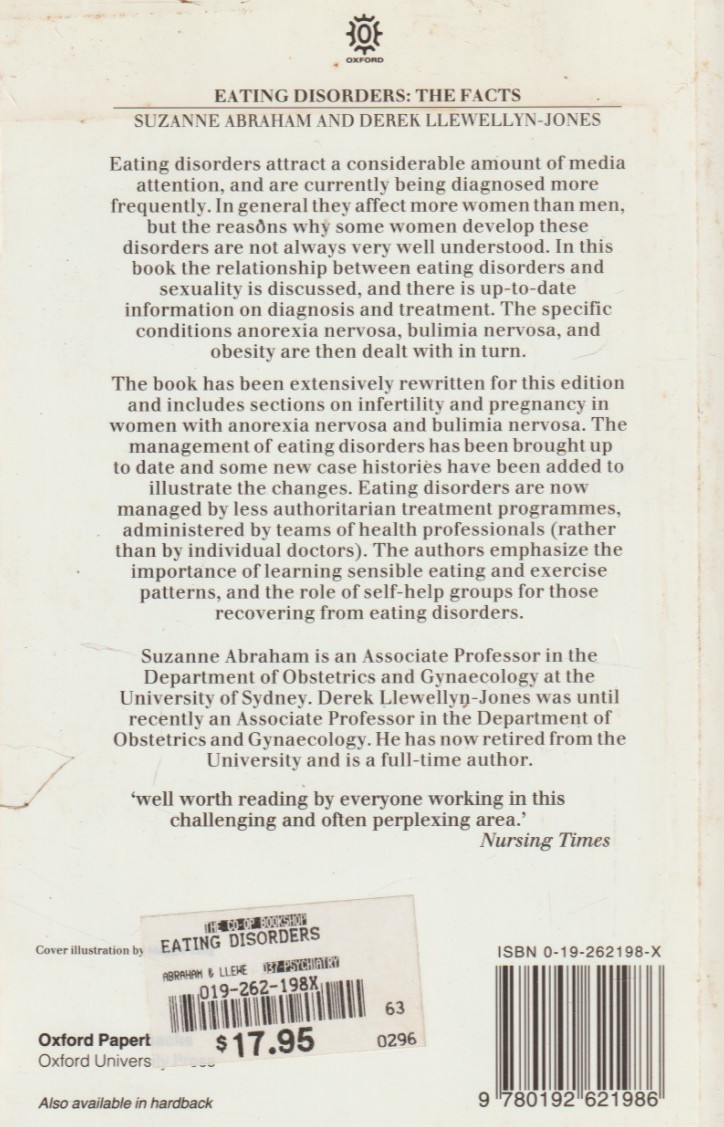 OXFORD
EATING DISORDERS: THE FACTS
SUZANNE ABRAHAM AND DEREK LLEWELLYN-JONES
Eating disorders attract a considerable amount of media
attention, and are currently being diagnosed more
frequently. In general they affect more women than men,
but the reasons why some women develop these
disorders are not always very well understood. In this
book the relationship between eating disorders and
sexuality is discussed, and there is up-to-date
information on diagnosis and treatment. The specific
conditions anorexia nervosa, bulimia nervosa, and
obesity are then dealt with in turn.
The book has been extensively rewritten for this edition
and includes sections on infertility and pregnancy in
women with anorexia nervosa and bulimia nervosa. The
management of eating disorders has been brought up
to date and some new case histories have been added to
illustrate the changes. Eating disorders are now
managed by less authoritarian treatment programmes,
administered by teams of health professionals (rather
than by individual doctors). The authors emphasize the
importance of learning sensible eating and exercise
patterns, and the role of self-help groups for those
recovering from eating disorders.
Suzanne Abraham is an Associate Professor in the
Department of Obstetrics and Gynaecology at the
University of Sydney. Derek Llewellyn-Jones was until
recently an Associate Professor in the Department of
Obstetrics and Gynaecology. He has now retired from the
University and is a full-time author.
‘well worth reading by everyone working in this
challenging and often perplexing area.’
Nursing Times
Cover illustration by
THE CO-OP BOOKSHOP
EATING DISORDERS
ABRAHAM & LLEWE 037-PSYCHIATRY
019-262-198X
63
$17.95 0296
Oxford Paperbacks
Oxford University Press
Also available in hardback
ISBN 0-19-262198-X
9 780192 621986